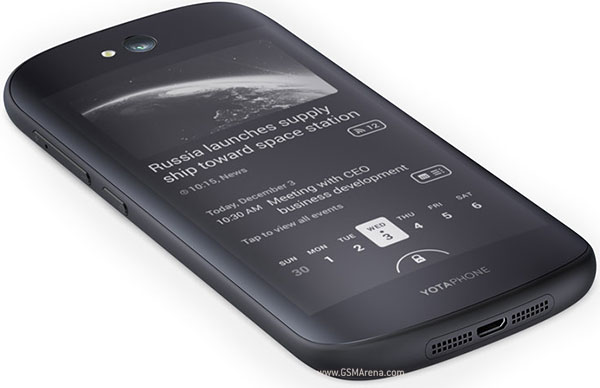 Russia launches supply
ship toward space station
12
10:15, News
Today, December 3
10:30 AM Meeting with CEO
business development
Tap to view all events
SUN MON TUE WED THU FRI SAT
30 1 2 3 4 5 6
YOTAPHONE
www.GSMArena.com